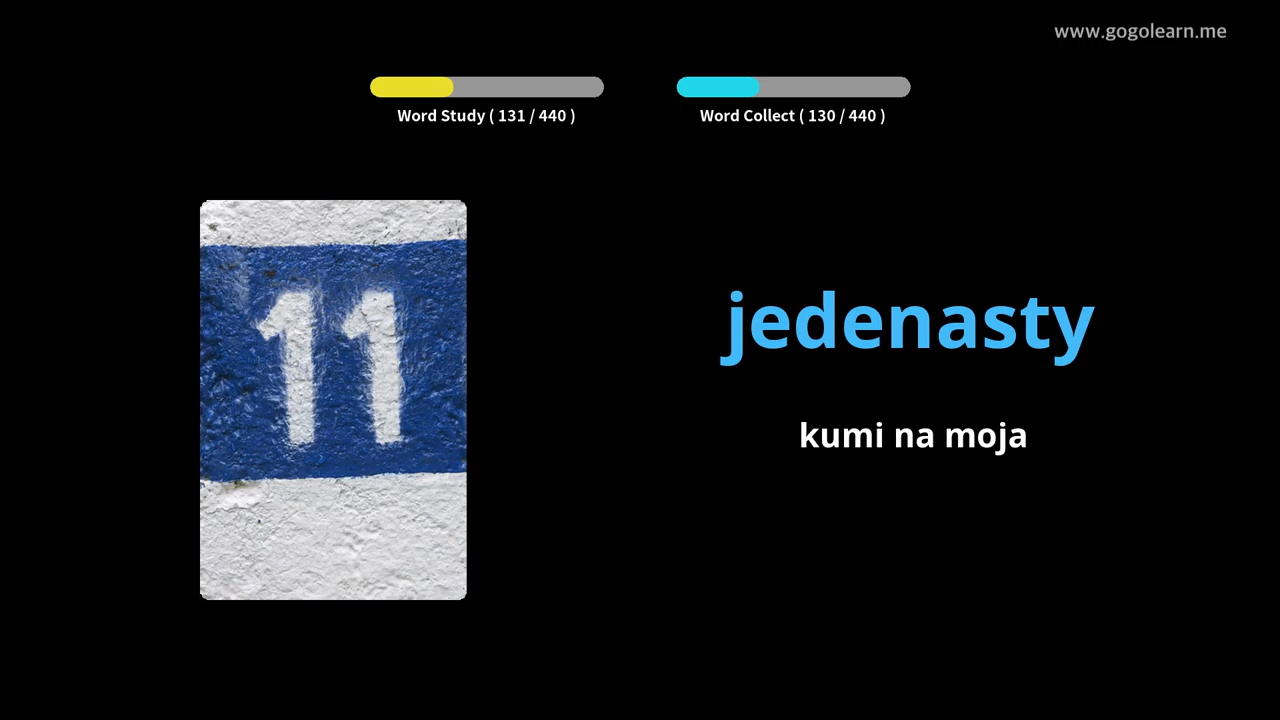 www.gogolearn.me
Word Study ( 131 / 440 )
Word Collect ( 130 / 440 )
11
jedenasty
kumi na moja